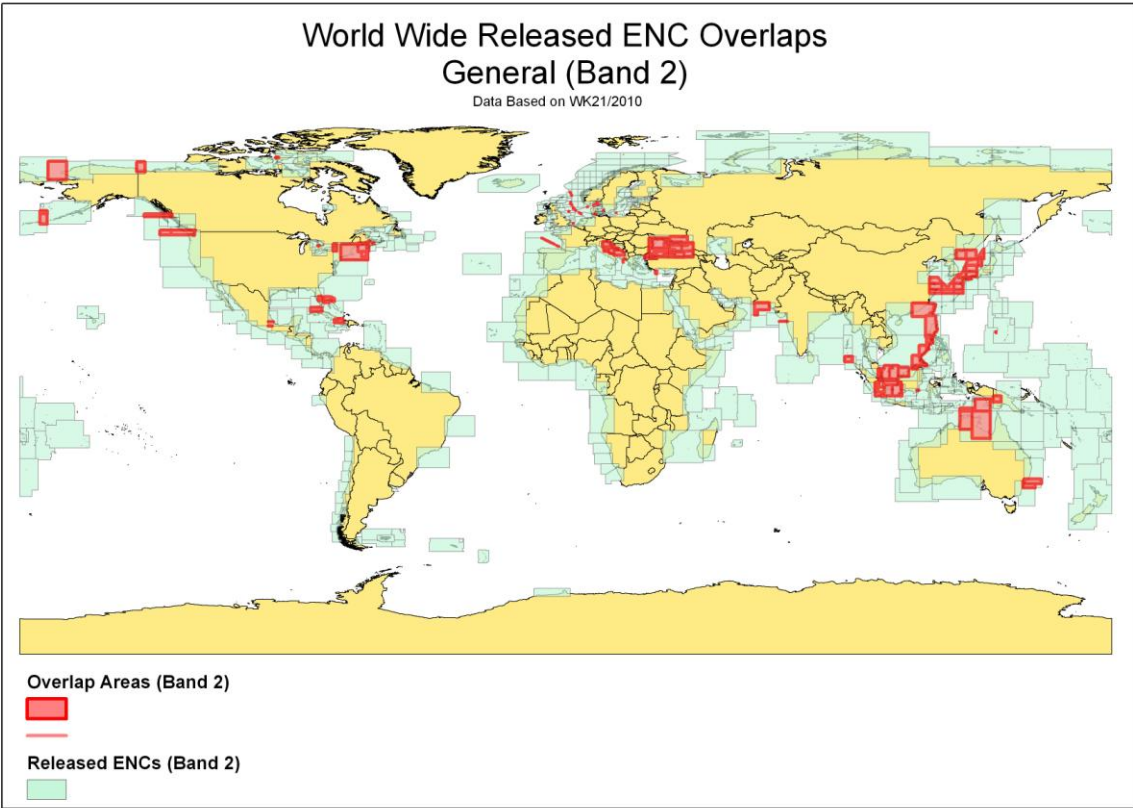 World Wide Released ENC Overlaps
General (Band 2)
Data Based on WK21/2010
Overlap Areas (Band 2)
Released ENCs (Band 2)